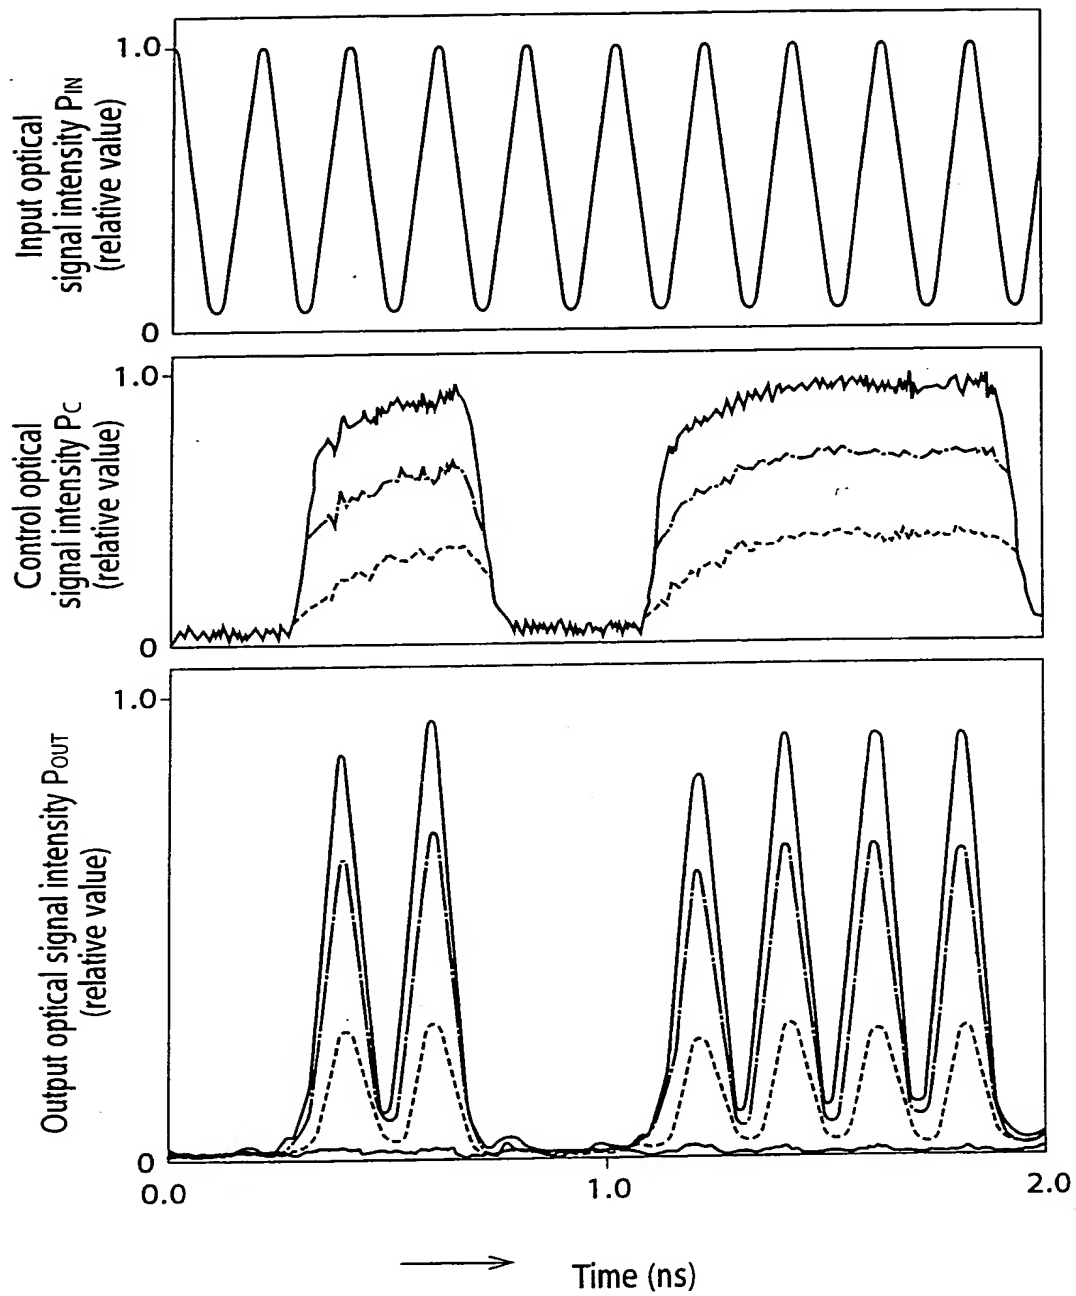 Input optical
signal intensity PIN
(relative value)
1.0
0
Control optical
signal intensity PC
(relative value)
1.0
0
Output optical signal intensity POUT
(relative value)
1.0
0
0.0
1.0
2.0
Time (ns)